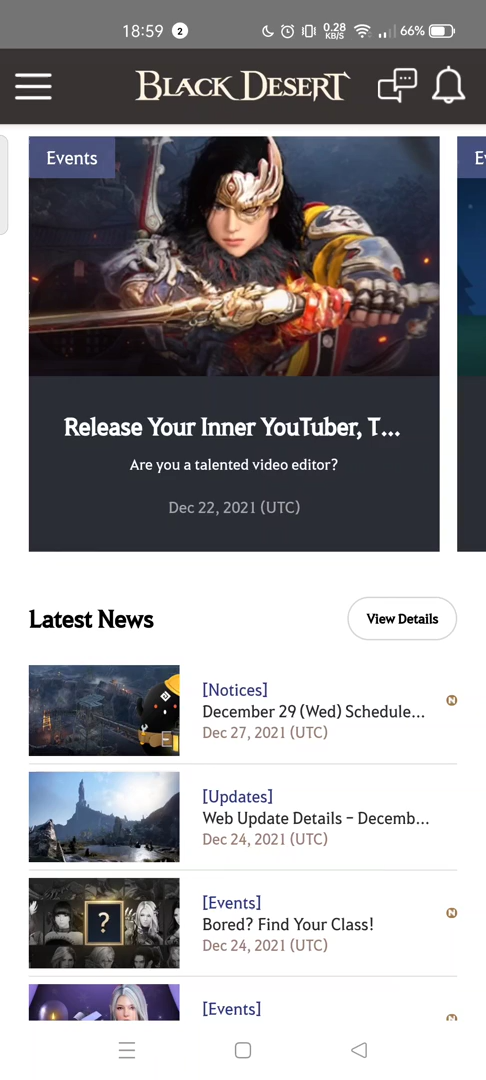 18:59 2 0.28 KB/S 66%
BLACK DESERT
Events
Release Your Inner YouTuber, T...
Are you a talented video editor?
Dec 22, 2021 (UTC)
Latest News
View Details
[Notices]
December 29 (Wed) Schedule...
N
Dec 27, 2021 (UTC)
[Updates]
Web Update Details – Decemb...
Dec 24, 2021 (UTC)
?
[Events]
Bored? Find Your Class!
N
Dec 24, 2021 (UTC)
[Events]